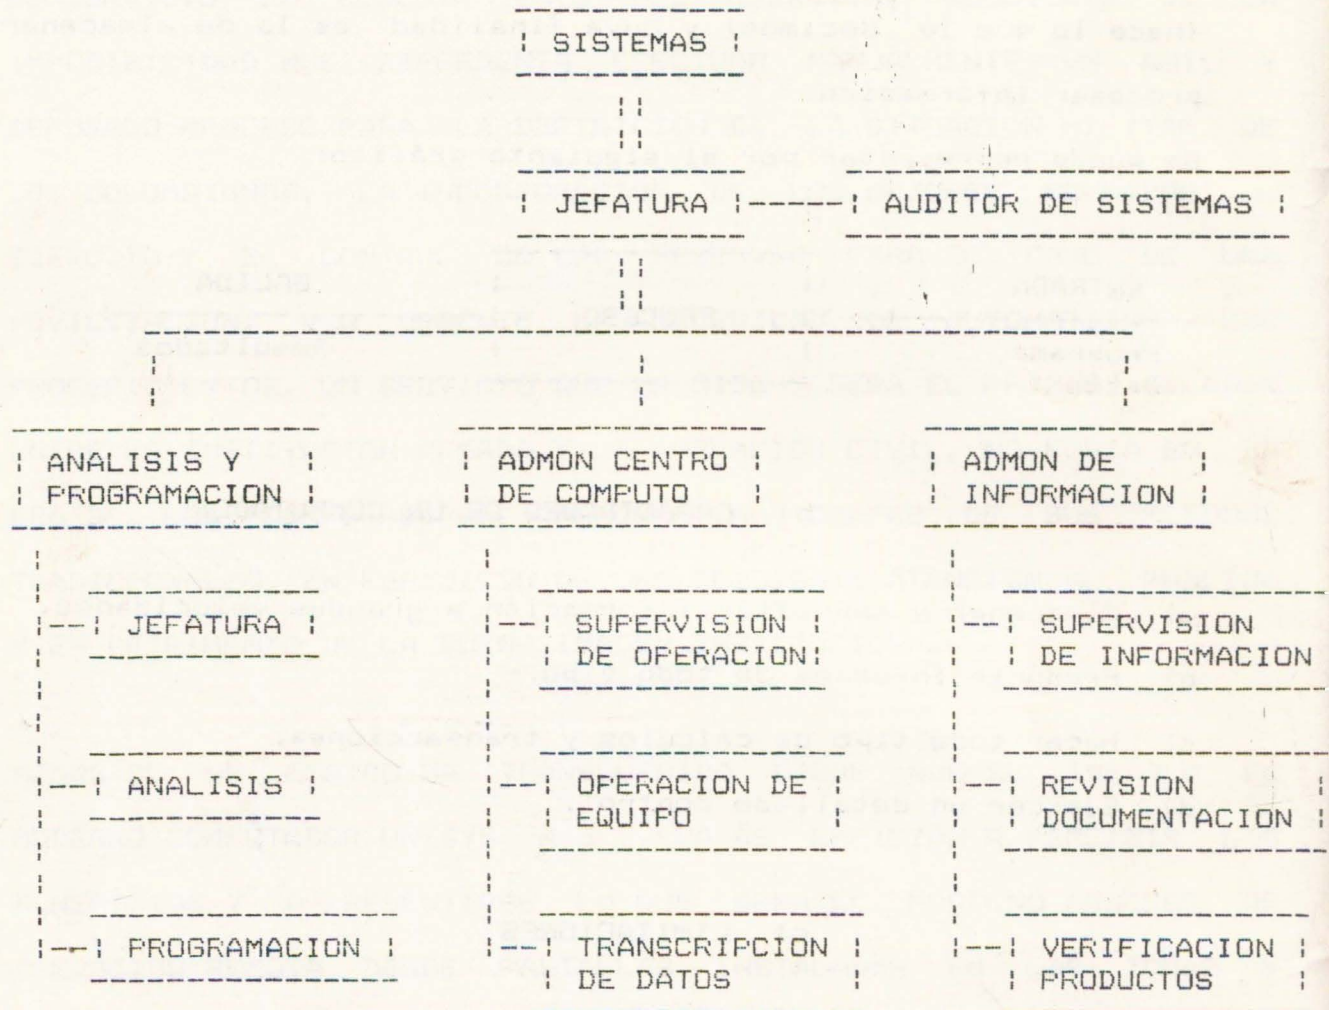 SISTEMAS
JEFATURA
AUDITOR DE SISTEMAS
ANALISIS Y
PROGRAMACION
ADMON CENTRO
DE COMPUTO
ADMON DE
INFORMACION
JEFATURA
SUPERVISION
DE OPERACION
SUPERVISION
DE INFORMACION
ANALISIS
OPERACION DE
EQUIPO
REVISION
DOCUMENTACION
PROGRAMACION
TRANSCRIPCION
DE DATOS
VERIFICACION
PRODUCTOS